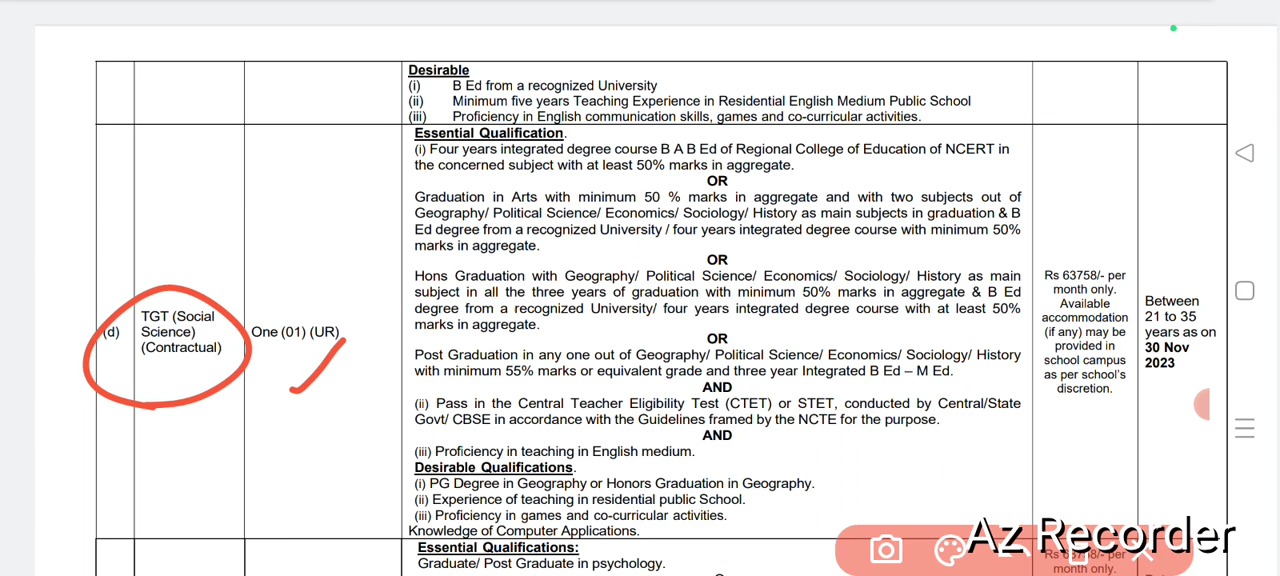 Desirable
(i) B Ed from a recognized University
(ii) Minimum five years Teaching Experience in Residential English Medium Public School
(iii) Proficiency in English communication skills, games and co-curricular activities.
(d)
TGT (Social
Science)
(Contractual)
One (01) (UR)
Essential Qualification.
(i) Four years integrated degree course B A B Ed of Regional College of Education of NCERT in
the concerned subject with at least 50% marks in aggregate.
OR
Graduation in Arts with minimum 50 % marks in aggregate and with two subjects out of
Geography/ Political Science/ Economics/ Sociology/ History as main subjects in graduation & B
Ed degree from a recognized University / four years integrated degree course with minimum 50%
marks in aggregate.
OR
Hons Graduation with Geography/ Political Science/ Economics/ Sociology/ History as main
subject in all the three years of graduation with minimum 50% marks in aggregate & B Ed
degree from a recognized University/ four years integrated degree course with at least 50%
marks in aggregate.
OR
Post Graduation in any one out of Geography/ Political Science/ Economics/ Sociology/ History
with minimum 55% marks or equivalent grade and three year Integrated B Ed – M Ed.
AND
(ii) Pass in the Central Teacher Eligibility Test (CTET) or STET, conducted by Central/State
Govt/ CBSE in accordance with the Guidelines framed by the NCTE for the purpose.
AND
(iii) Proficiency in teaching in English medium.
Desirable Qualifications.
(i) PG Degree in Geography or Honors Graduation in Geography.
(ii) Experience of teaching in residential public School.
(iii) Proficiency in games and co-curricular activities.
Knowledge of Computer Applications.
Rs 63758/- per
month only.
Available
accommodation
(if any) may be
provided in
school campus
as per school's
discretion.
Between
21 to 35
years as on
30 Nov
2023
Essential Qualifications:
Graduate/ Post Graduate in psychology.
Rs 63758/- per
month only.
Az Recorder